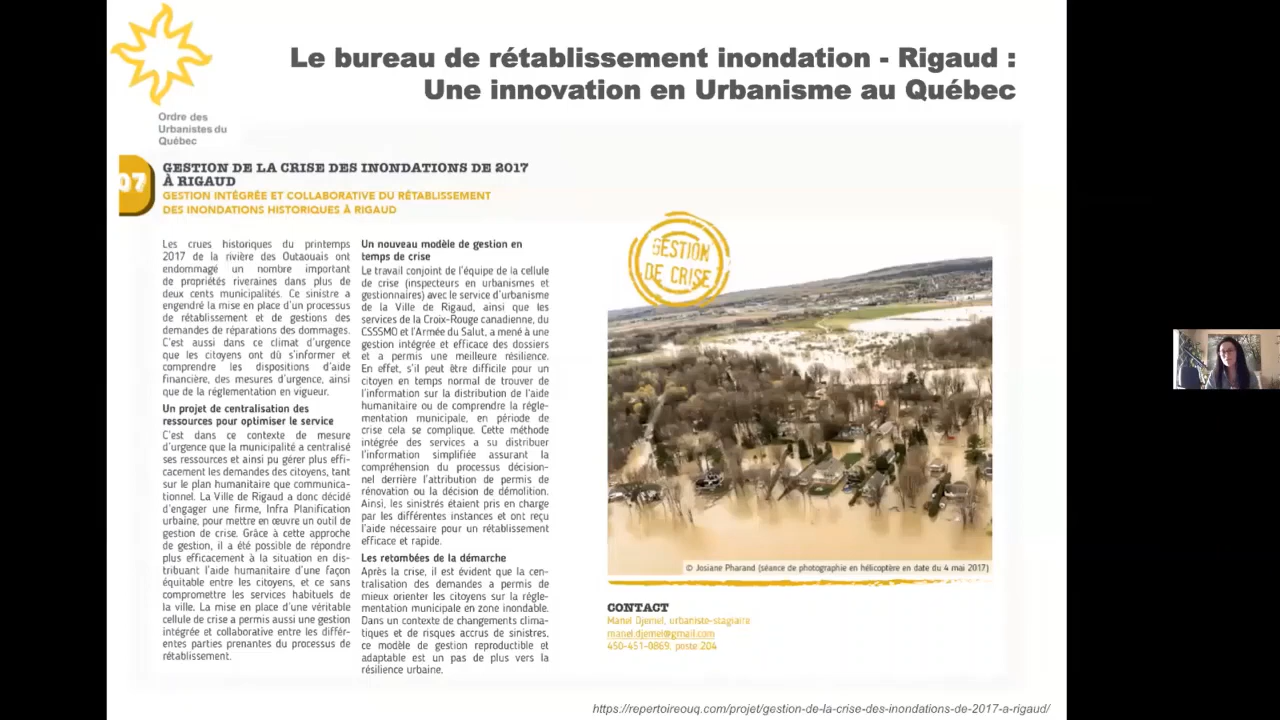 Le bureau de rétablissement inondation - Rigaud :
Une innovation en Urbanisme au Québec
Ordre des
Urbanistes du
Québec
07
GESTION DE LA CRISE DES INONDATIONS DE 2017
À RIGAUD
GESTION INTÉGRÉE ET COLLABORATIVE DU RÉTABLISSEMENT
DES INONDATIONS HISTORIQUES À RIGAUD
Les crues historiques du printemps
2017 de la rivière des Outaouais ont
endommagé un nombre important
de propriétés riveraines dans plus de
deux cents municipalités. Ce sinistre a
engendré la mise en place d'un processus
de rétablissement et de gestions des
demandes de réparations des dommages.
C'est aussi dans ce climat d'urgence
que les citoyens ont dû s'informer et
comprendre les dispositions d'aide
financière, des mesures d'urgence, ainsi
que de la réglementation en vigueur.
Un projet de centralisation des
ressources pour optimiser le service
C'est dans ce contexte de mesure
d'urgence que la municipalité a centralisé
ses ressources et ainsi pu gérer plus effi-
cacement les demandes des citoyens, tant
sur le plan humanitaire que communica-
tionnel. La Ville de Rigaud a donc décidé
d'engager une firme, Infra Planification
urbaine, pour mettre en œuvre un outil de
gestion de crise. Grâce à cette approche
de gestion, il a été possible de répondre
plus efficacement à la situation en dis-
tribuant l'aide humanitaire d'une façon
équitable entre les citoyens, et ce sans
compromettre les services habituels de
la ville. La mise en place d'une véritable
cellule de crise a permis aussi une gestion
intégrée et collaborative entre les différ-
entes parties prenantes du processus de
rétablissement.
Un nouveau modèle de gestion en
temps de crise
Le travail conjoint de l'équipe de la cellule
de crise (inspecteurs en urbanismes et
gestionnaires) avec le service d'urbanisme
de la Ville de Rigaud, ainsi que les
services de la Croix-Rouge canadienne, du
CSSSMO et l'Armée du Salut, a mené à une
gestion intégrée et efficace des dossiers
et a permis une meilleure résilience.
En effet, s'il peut être difficile pour un
citoyen en temps normal de trouver de
l'information sur la distribution de l'aide
humanitaire ou de comprendre la régle-
mentation municipale, en période de
crise cela se complique. Cette méthode
intégrée des services a su distribuer
l'information simplifiée assurant la
compréhension du processus décision-
nel derrière l'attribution de permis de
rénovation ou la décision de démolition.
Ainsi, les sinistrés étaient pris en charge
par les différentes instances et ont reçu
l'aide nécessaire pour un rétablissement
efficace et rapide.
Les retombées de la démarche
Après la crise, il est évident que la cen-
tralisation des demandes a permis de
mieux orienter les citoyens sur la régle-
mentation municipale en zone inondable.
Dans un contexte de changements clima-
tiques et de risques accrus de sinistres,
ce modèle de gestion reproductible et
adaptable est un pas de plus vers la
résilience urbaine.
GESTION
DE CRISE
© Josiane Pharand (séance de photographie en hélicoptère en date du 4 mai 2017)
CONTACT
Manel Djemel, urbaniste-stagiaire
manel.djemel@gmail.com
450-451-0869, poste 204
https://repertoireouq.com/projet/gestion-de-la-crise-des-inondations-de-2017-a-rigaud/